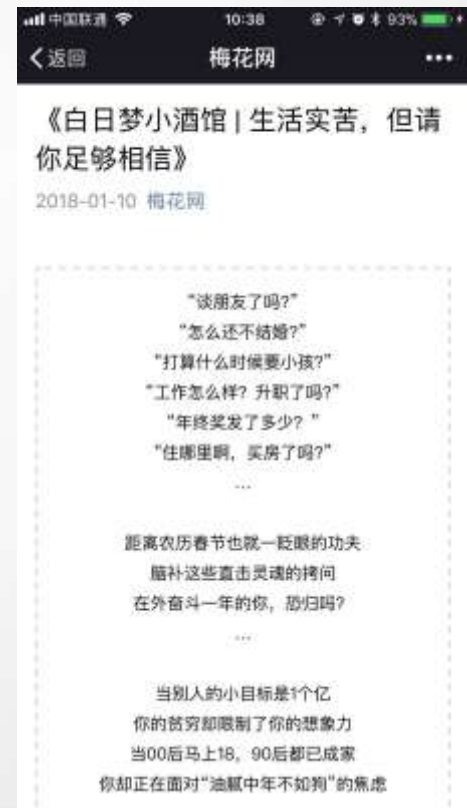 中国联通 10:38 93%
返回 梅花网
《白日梦小酒馆 | 生活实苦，但请
你足够相信》
2018-01-10 梅花网
“谈朋友了吗?”
“怎么还不结婚?”
“打算什么时候要小孩?”
“工作怎么样? 升职了吗?”
“年终奖发了多少? ”
“住哪里啊，买房了吗?”
...
距离农历春节也就一眨眼的功夫
脑补这些直击灵魂的拷问
在外奋斗一年的你，恐归吗?
...
当别人的小目标是1个亿
你的贫穷却限制了你的想象力
当00后马上18，90后都已成家
你却正在面对“油腻中年不如狗”的焦虑